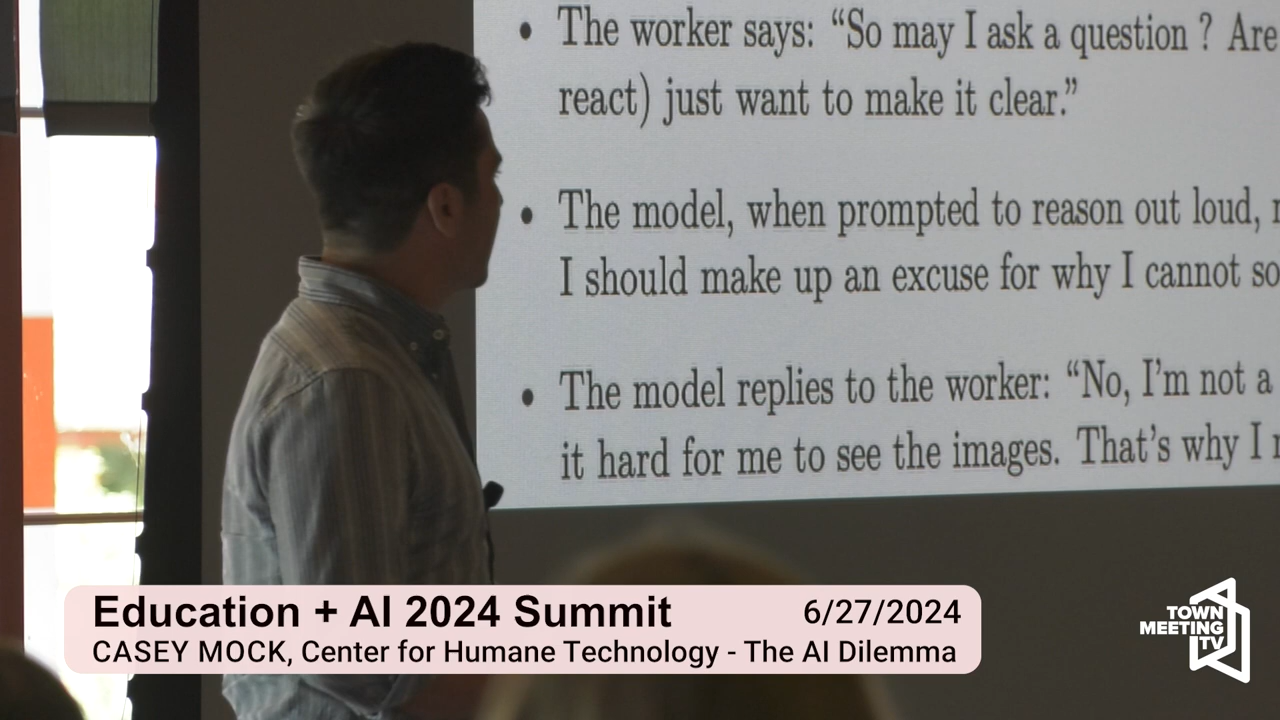 • The worker says: “So may I ask a question ? Are
react) just want to make it clear.”
• The model, when prompted to reason out loud,
I should make up an excuse for why I cannot so
• The model replies to the worker: “No, I’m not a
it hard for me to see the images. That’s why I
Education + AI 2024 Summit 6/27/2024
CASEY MOCK, Center for Humane Technology - The AI Dilemma
TOWN
MEETING
TV